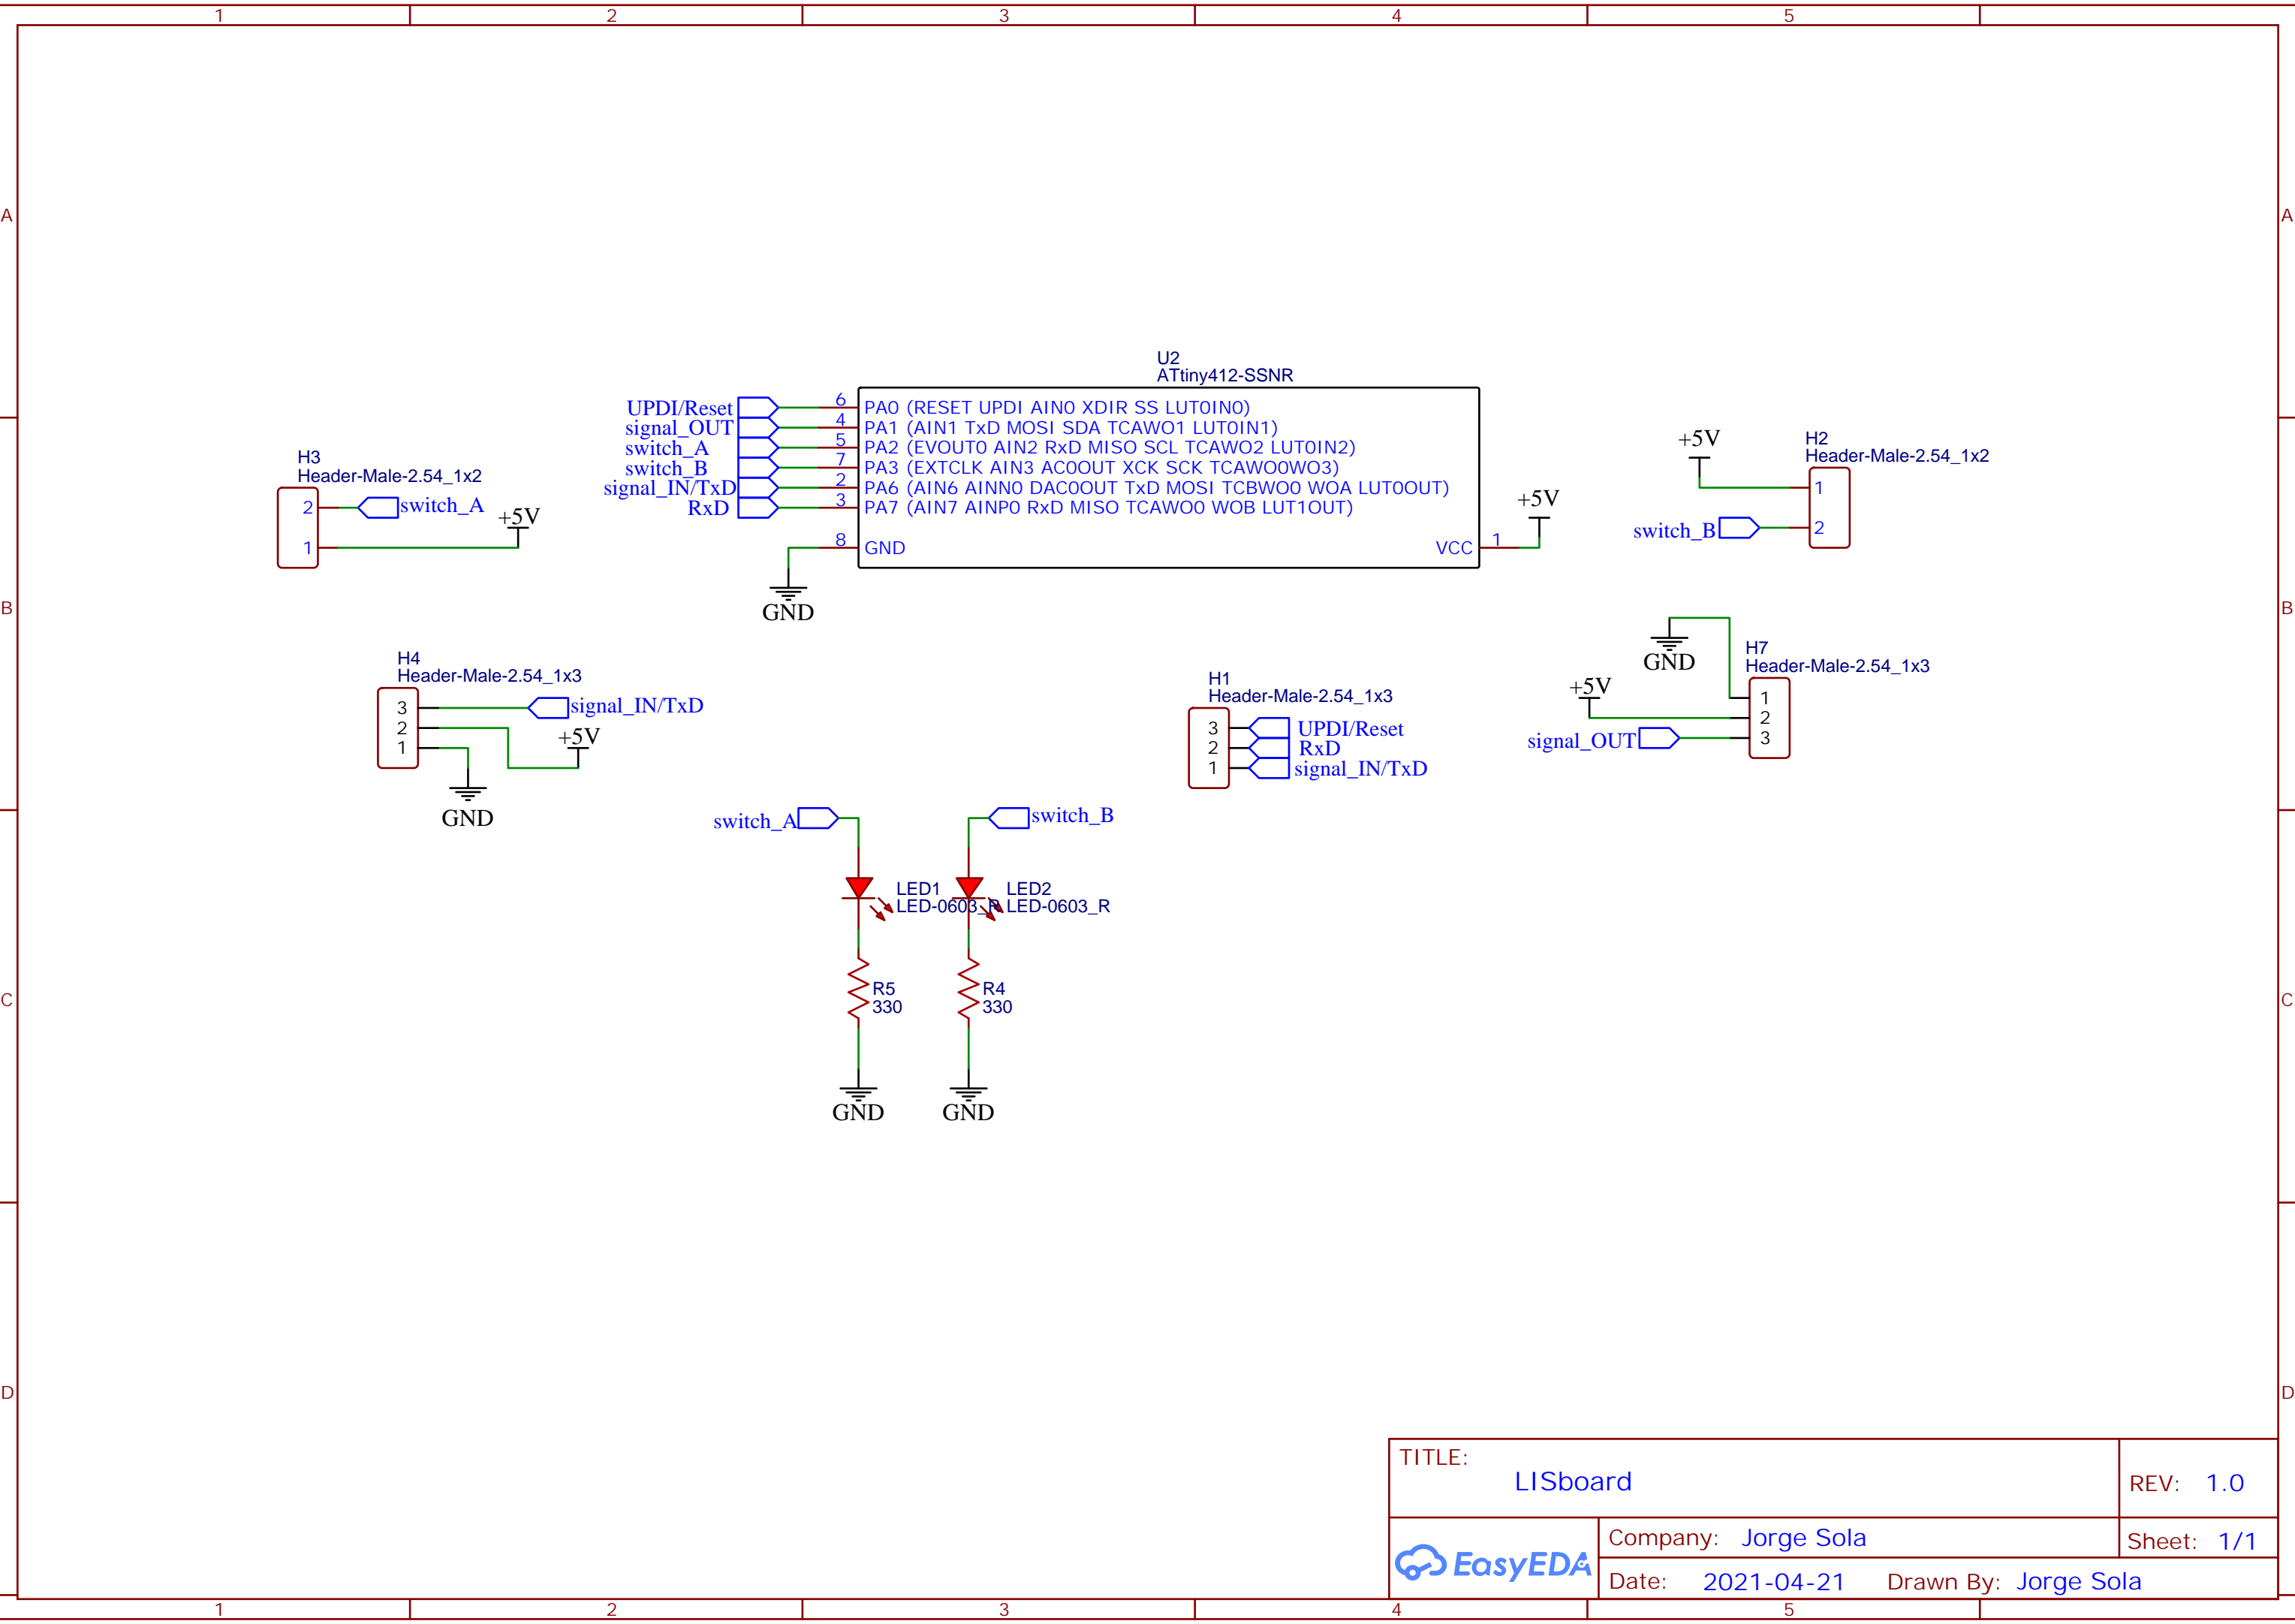 1 2 3 4 5
A A
U2
ATtiny412-SSNR
UPDI/Reset 6 PA0 (RESET UPDI AIN0 XDIR SS LUT0IN0)
signal_OUT 4 PA1 (AIN1 TxD MOSI SDA TCAWO1 LUT0IN1)
switch_A 5 PA2 (EVOUT0 AIN2 RxD MISO SCL TCAWO2 LUT0IN2)
switch_B 7 PA3 (EXTCLK AIN3 AC0OUT XCK SCK TCAWO0WO3)
signal_IN/TxD 2 PA6 (AIN6 AINN0 DAC0OUT TxD MOSI TCBWO0 WOA LUT0OUT)
RxD 3 PA7 (AIN7 AINP0 RxD MISO TCAWO0 WOB LUT1OUT)
8 GND
VCC 1
+5V
GND
H3
Header-Male-2.54_1x2
2 switch_A
1 +5V
H2
Header-Male-2.54_1x2
+5V 1
switch_B 2
B B
H4
Header-Male-2.54_1x3
3 signal_IN/TxD
2 +5V
1
GND
H1
Header-Male-2.54_1x3
3 UPDI/Reset
2 RxD
1 signal_IN/TxD
H7
Header-Male-2.54_1x3
GND 1
+5V 2
signal_OUT 3
switch_A
LED1
LED-0603_R
R5
330
GND
switch_B
LED2
LED-0603_R
R4
330
GND
C C
D D
TITLE:
LISboard
REV: 1.0
EasyEDA
Company: Jorge Sola
Sheet: 1/1
Date: 2021-04-21 Drawn By: Jorge Sola
1 2 3 4 5